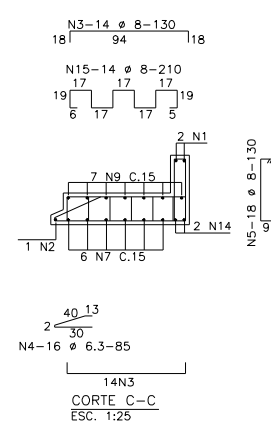 N3-14 ø 8-130
18 94 18
N15-14 ø 8-210
17 17 17
19 19
6 17 17 5
2 N1
7 N9 C.15
N5-18 ø 8-130
9
1 N2
2 N14
6 N7 C.15
40 13
2
30
N4-16 ø 6.3-85
14N3
CORTE C-C
ESC. 1:25